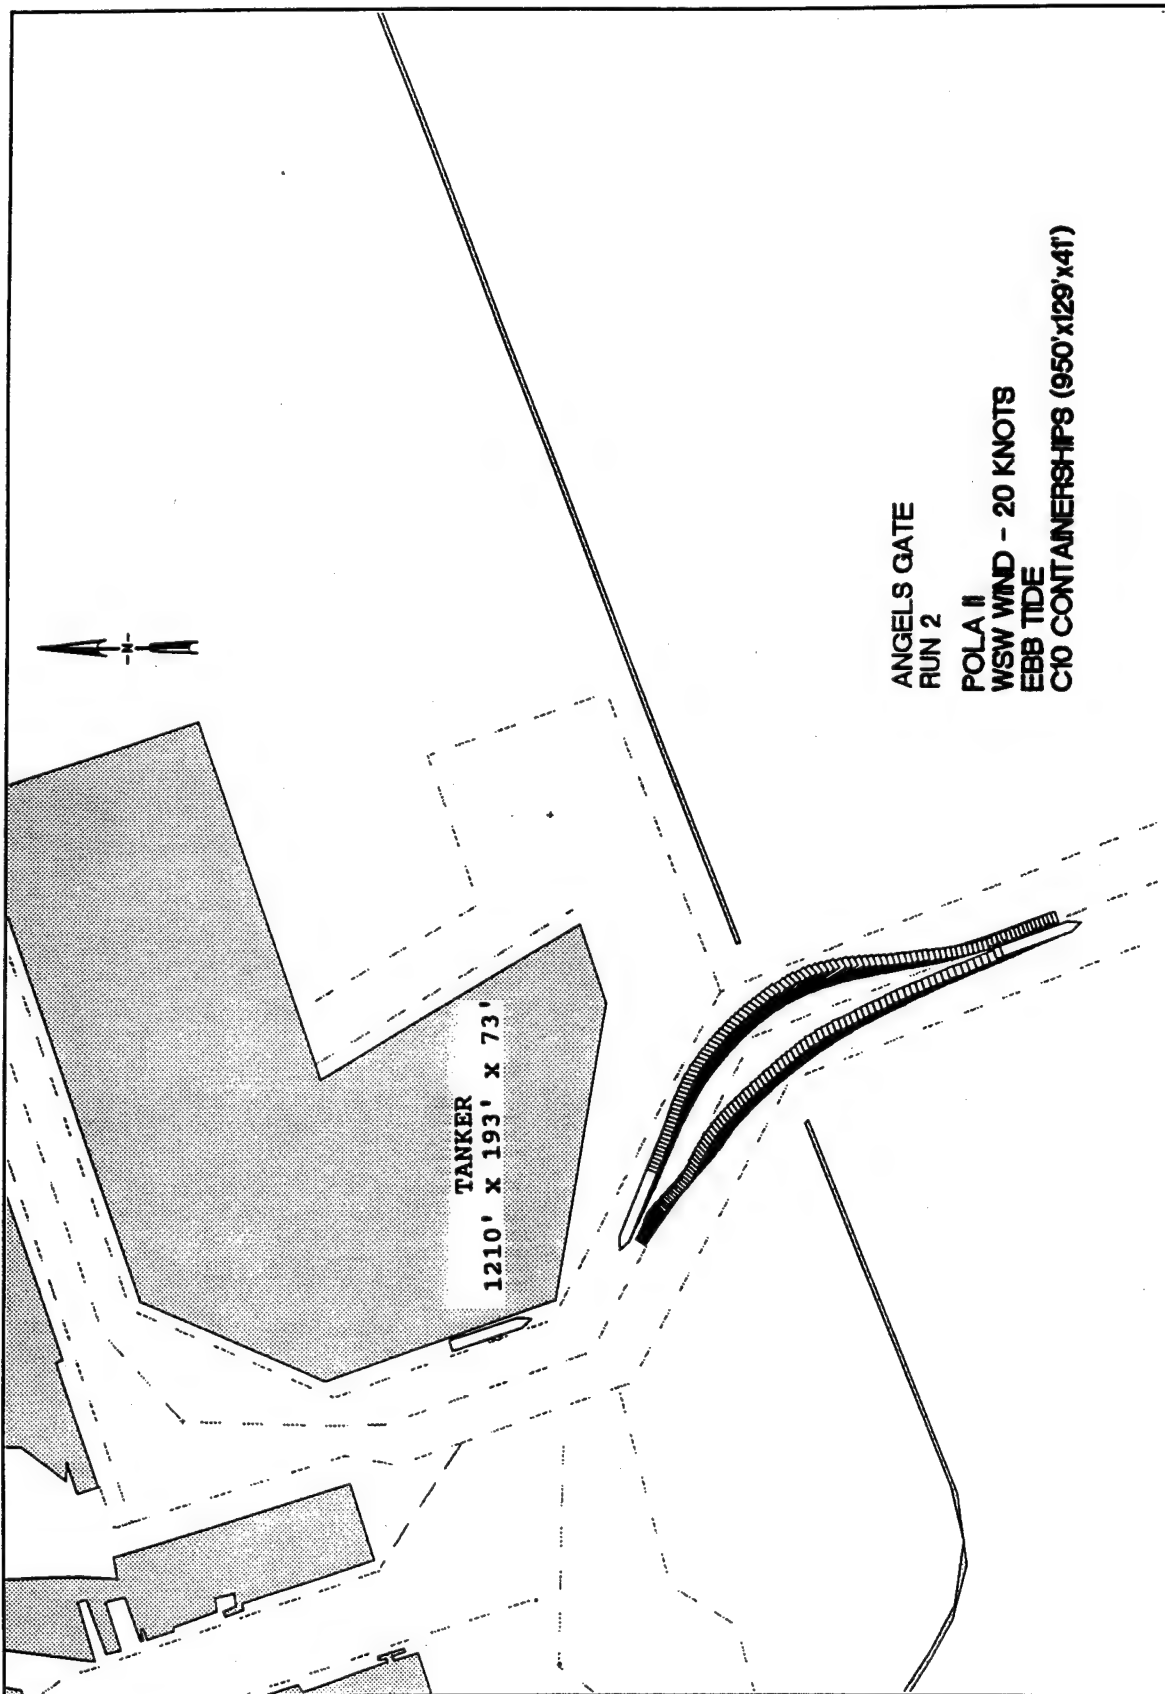 -N-
TANKER
1210' X 193' X 73'
ANGELS GATE
RUN 2
POLA II
WSW WIND - 20 KNOTS
EBB TIDE
C10 CONTAINERSHIPS (950'x129'x41')